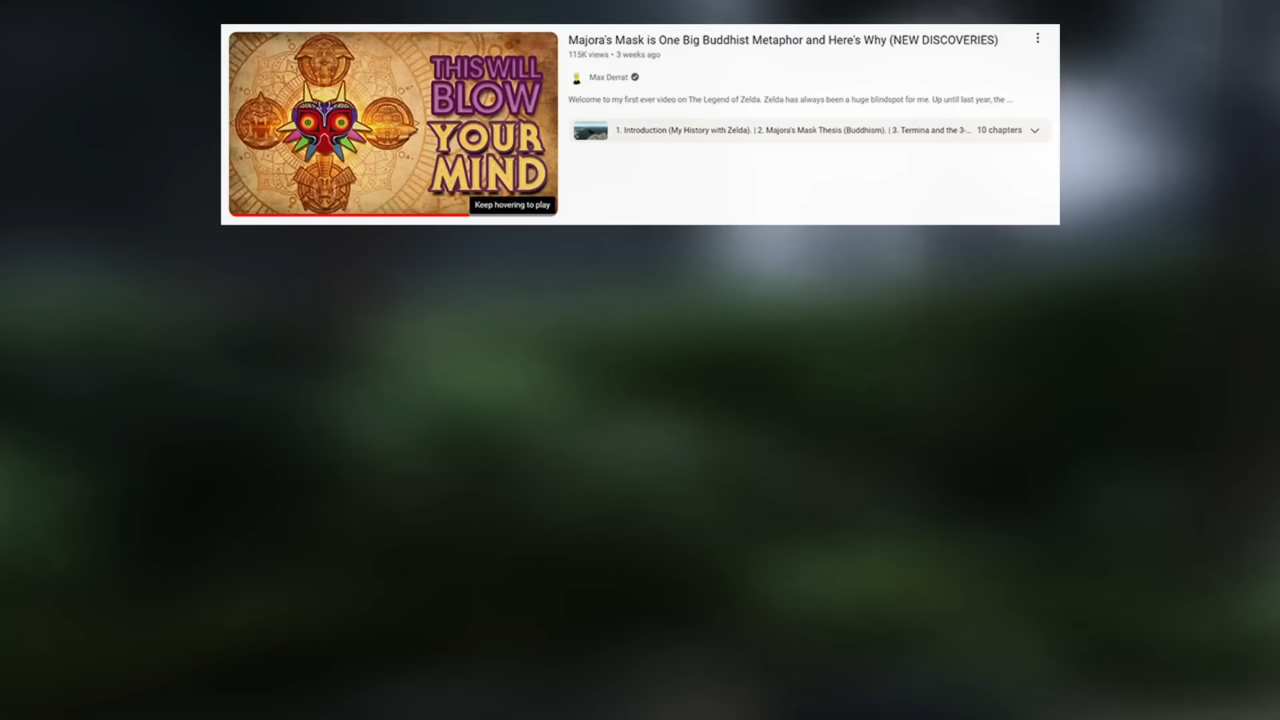 THIS WILL
BLOW
YOUR
MIND
Keep hovering to play
Majora's Mask is One Big Buddhist Metaphor and Here's Why (NEW DISCOVERIES)
115K views • 3 weeks ago
Max Derrat
Welcome to my first ever video on The Legend of Zelda. Zelda has always been a huge blindspot for me. Up until last year, the ...
1. Introduction (My History with Zelda). | 2. Majora's Mask Thesis (Buddhism). | 3. Termina and the 3-... 10 chapters